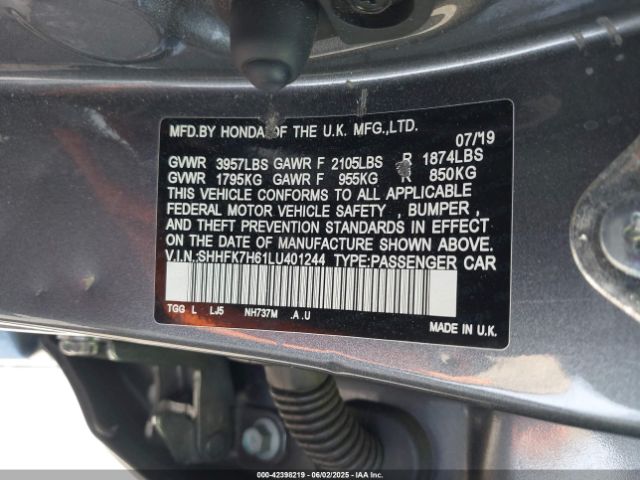 MFD.BY HONDA OF THE U.K. MFG.,LTD.
07/19
GVWR 3957LBS GAWR F 2105LBS R 1874LBS
GVWR 1795KG GAWR F 955KG R 850KG
THIS VEHICLE CONFORMS TO ALL APPLICABLE
FEDERAL MOTOR VEHICLE SAFETY , BUMPER ,
AND THEFT PREVENTION STANDARDS IN EFFECT
ON THE DATE OF MANUFACTURE SHOWN ABOVE.
V.I.N.:SHHFK7H61LU401244 TYPE:PASSENGER CAR
TGG L LJ5 NH737M .A.U
MADE IN U.K.
00-42398219 - 06/02/2025 - IAA Inc.